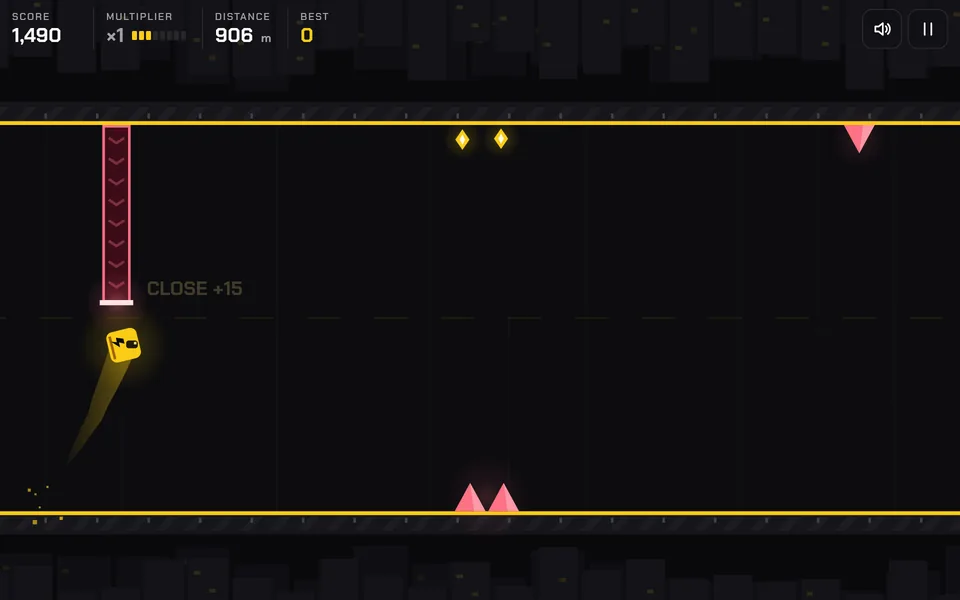 SCORE
1,490
MULTIPLIER
×1
DISTANCE
906 m
BEST
0
CLOSE +15